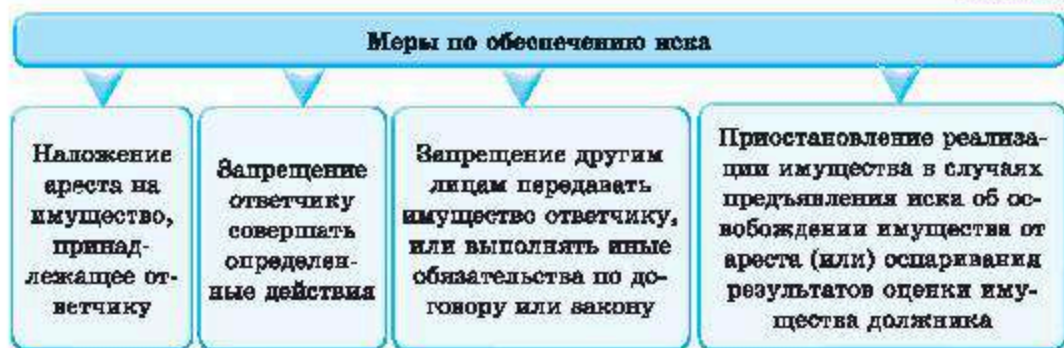 Меры по обеспечению иска
Наложение
ареста на
имущество,
принад-
лежащее от-
ветчику
Запрещение
ответчику
совершать
определен-
ные действия
Запрещение другим
лицам передавать
имущество ответчику,
или выполнять иные
обязательства по до-
говору или закону
Приостановление реализа-
ции имущества в случаях
предъявления иска об ос-
вобождении имущества от
ареста (или) оспаривания
результатов оценки иму-
щества должника